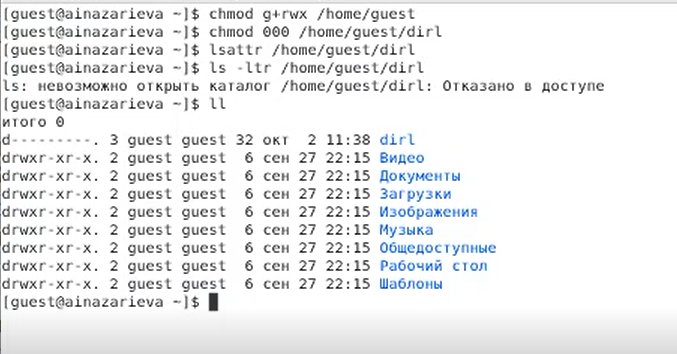 [guest@ainazarieva ~]$ chmod g+rwx /home/guest
[guest@ainazarieva ~]$ chmod 000 /home/guest/dirl
[guest@ainazarieva ~]$ lsattr /home/guest/dirl
[guest@ainazarieva ~]$ ls -ltr /home/guest/dirl
ls: невозможно открыть каталог /home/guest/dirl: Отказано в доступе
[guest@ainazarieva ~]$ ll
итого 0
d---------. 3 guest guest 32 окт  2 11:38 dirl
drwxr-xr-x. 2 guest guest  6 сен 27 22:15 Видео
drwxr-xr-x. 2 guest guest  6 сен 27 22:15 Документы
drwxr-xr-x. 2 guest guest  6 сен 27 22:15 Загрузки
drwxr-xr-x. 2 guest guest  6 сен 27 22:15 Изображения
drwxr-xr-x. 2 guest guest  6 сен 27 22:15 Музыка
drwxr-xr-x. 2 guest guest  6 сен 27 22:15 Общедоступные
drwxr-xr-x. 2 guest guest  6 сен 27 22:15 Рабочий стол
drwxr-xr-x. 2 guest guest  6 сен 27 22:15 Шаблоны
[guest@ainazarieva ~]$